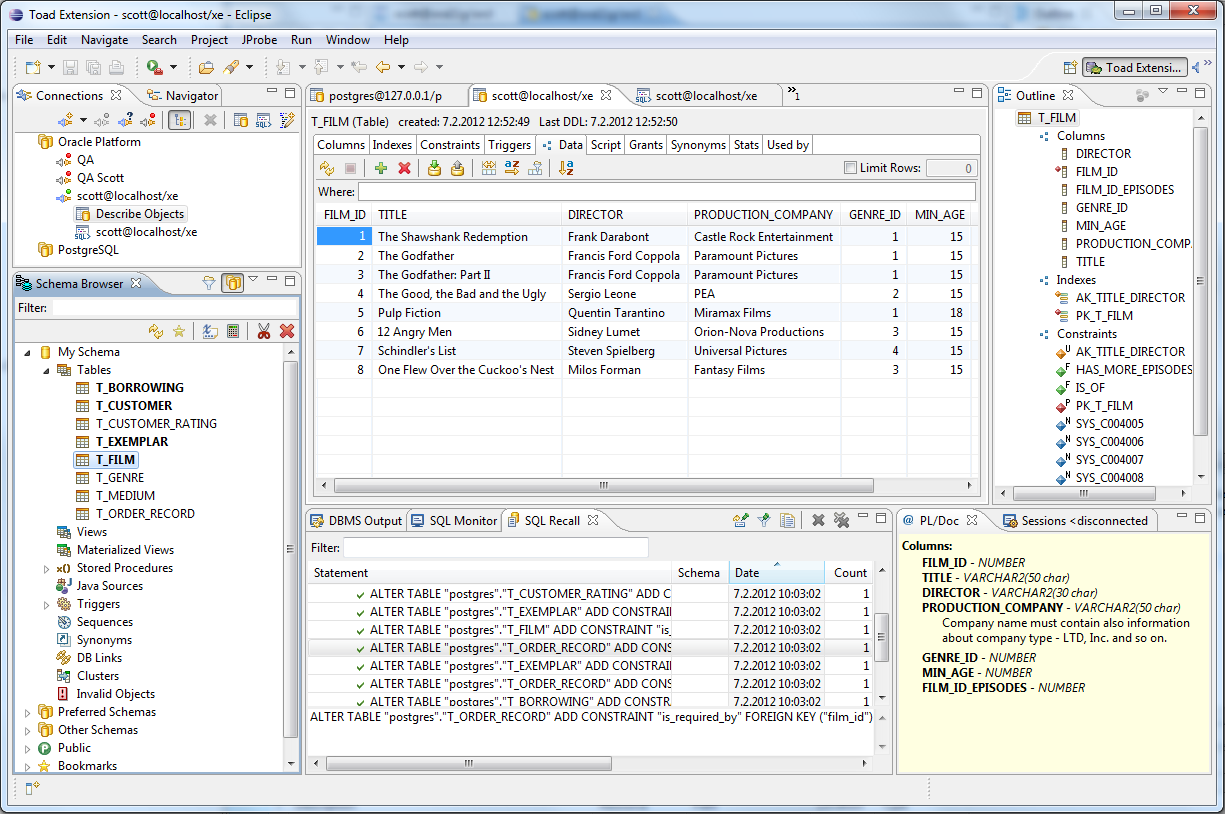 Toad Extension - scott@localhost/xe - Eclipse
File Edit Navigate Search Project JProbe Run Window Help
Toad Extensi...
Connections
Navigator
Oracle Platform
QA
QA Scott
scott@localhost/xe
Describe Objects
scott@localhost/xe
PostgreSQL
Schema Browser
Filter:
My Schema
Tables
T_BORROWING
T_CUSTOMER
T_CUSTOMER_RATING
T_EXEMPLAR
T_FILM
T_GENRE
T_MEDIUM
T_ORDER_RECORD
Views
Materialized Views
Stored Procedures
Java Sources
Triggers
Sequences
Synonyms
DB Links
Clusters
Invalid Objects
Preferred Schemas
Other Schemas
Public
Bookmarks
postgres@127.0.0.1/p scott@localhost/xe scott@localhost/xe »1
T_FILM (Table) created: 7.2.2012 12:52:49 Last DDL: 7.2.2012 12:52:50
Columns Indexes Constraints Triggers Data Script Grants Synonyms Stats Used by
Limit Rows: 0
Where:
FILM_ID TITLE DIRECTOR PRODUCTION_COMPANY GENRE_ID MIN_AGE
1 The Shawshank Redemption Frank Darabont Castle Rock Entertainment 1 15
2 The Godfather Francis Ford Coppola Paramount Pictures 1 15
3 The Godfather: Part II Francis Ford Coppola Paramount Pictures 1 15
4 The Good, the Bad and the Ugly Sergio Leone PEA 2 15
5 Pulp Fiction Quentin Tarantino Miramax Films 1 18
6 12 Angry Men Sidney Lumet Orion-Nova Productions 3 15
7 Schindler's List Steven Spielberg Universal Pictures 4 15
8 One Flew Over the Cuckoo's Nest Milos Forman Fantasy Films 3 15
Outline
T_FILM
Columns
DIRECTOR
FILM_ID
FILM_ID_EPISODES
GENRE_ID
MIN_AGE
PRODUCTION_COMP
TITLE
Indexes
AK_TITLE_DIRECTOR
PK_T_FILM
Constraints
AK_TITLE_DIRECTOR
HAS_MORE_EPISODES
IS_OF
PK_T_FILM
SYS_C004005
SYS_C004006
SYS_C004007
SYS_C004008
DBMS Output SQL Monitor SQL Recall
Filter:
Statement Schema Date Count
ALTER TABLE "postgres"."T_CUSTOMER_RATING" ADD C 7.2.2012 10:03:02 1
ALTER TABLE "postgres"."T_EXEMPLAR" ADD CONSTRAI 7.2.2012 10:03:02 1
ALTER TABLE "postgres"."T_FILM" ADD CONSTRAINT "is_ 7.2.2012 10:03:02 1
ALTER TABLE "postgres"."T_ORDER_RECORD" ADD CONS 7.2.2012 10:03:02 1
ALTER TABLE "postgres"."T_EXEMPLAR" ADD CONSTRAI 7.2.2012 10:03:02 1
ALTER TABLE "postgres"."T_ORDER_RECORD" ADD CONS 7.2.2012 10:03:02 1
ALTER TABLE "postgres"."T_BORROWING" ADD CONSTR 7.2.2012 10:03:02 1
ALTER TABLE "postgres"."T_ORDER_RECORD" ADD CONSTRAINT "is_required_by" FOREIGN KEY ("film_id")
PL/Doc Sessions <disconnected
Columns:
FILM_ID - NUMBER
TITLE - VARCHAR2(50 char)
DIRECTOR - VARCHAR2(30 char)
PRODUCTION_COMPANY - VARCHAR2(50 char)
Company name must contain also information
about company type - LTD, Inc. and so on.
GENRE_ID - NUMBER
MIN_AGE - NUMBER
FILM_ID_EPISODES - NUMBER